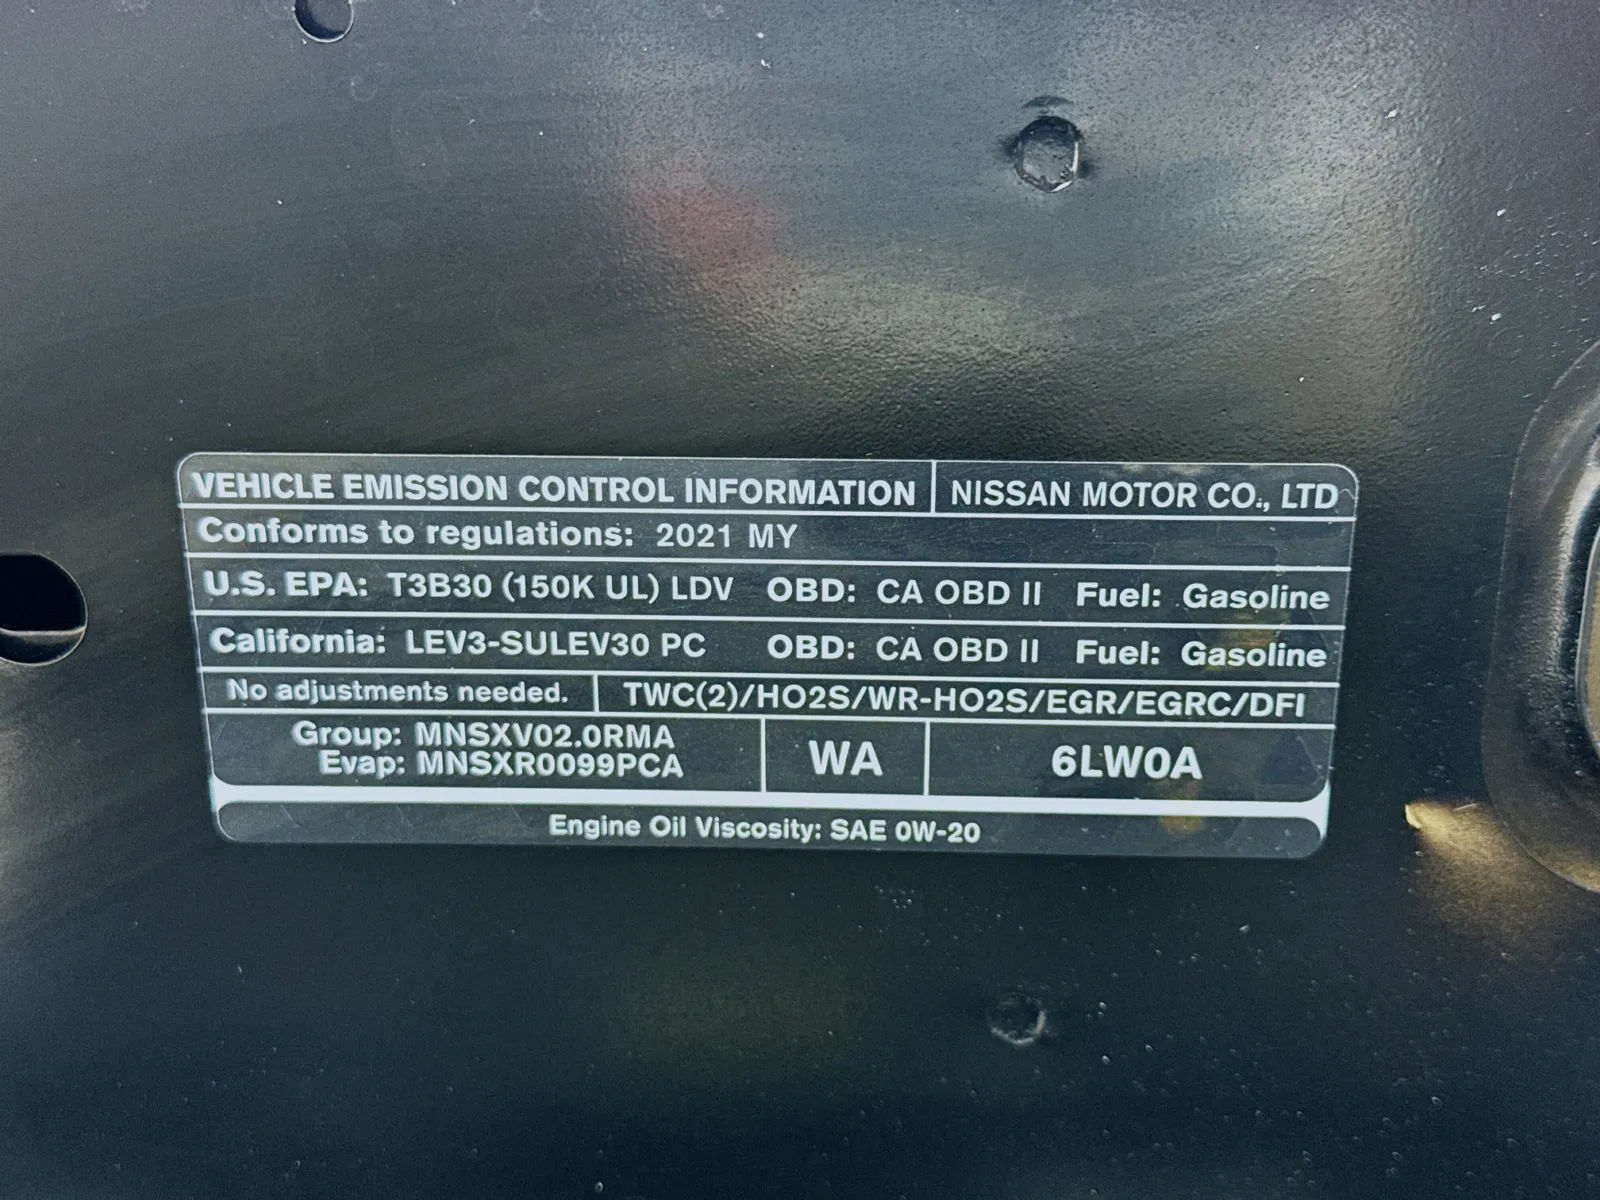 VEHICLE EMISSION CONTROL INFORMATION NISSAN MOTOR CO., LTD
Conforms to regulations: 2021 MY
U.S. EPA: T3B30 (150K UL) LDV OBD: CA OBD II Fuel: Gasoline
California: LEV3-SULEV30 PC OBD: CA OBD II Fuel: Gasoline
No adjustments needed. TWC(2)/HO2S/WR-HO2S/EGR/EGRC/DFI
Group: MNSXV02.0RMA
Evap: MNSXR0099PCA
WA
6LW0A
Engine Oil Viscosity: SAE 0W-20